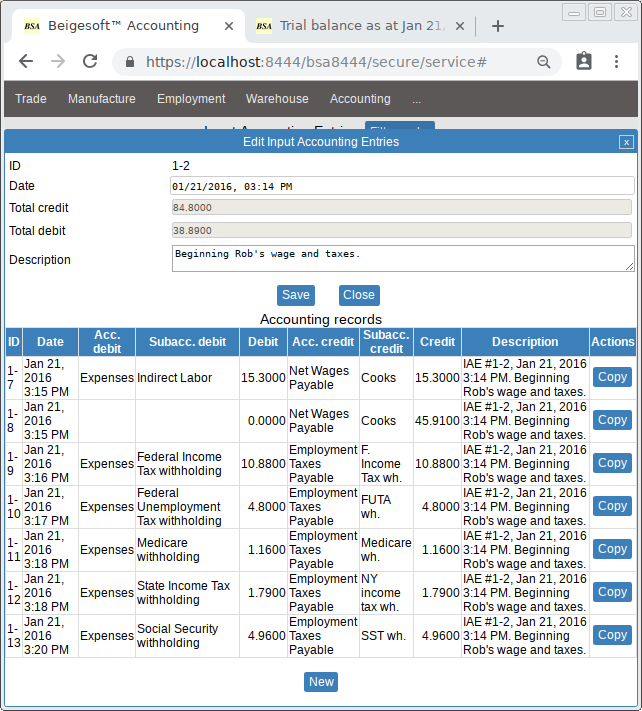 BSA Beigesoft™ Accounting × BSA Trial balance as at Jan 21, ×
https://localhost:8444/bsa8444/secure/service#
Trade Manufacture Employment Warehouse Accounting ...
Edit Input Accounting Entries x
ID 1-2
Date 01/21/2016, 03:14 PM
Total credit 84.8000
Total debit 38.8900
Description Beginning Rob's wage and taxes.
Save Close
Accounting records
ID Date Acc. debit Subacc. debit Debit Acc. credit Subacc. credit Credit Description Actions
1-7 Jan 21, 2016 3:15 PM Expenses Indirect Labor 15.3000 Net Wages Payable Cooks 15.3000 IAE #1-2, Jan 21, 2016 3:14 PM. Beginning Rob's wage and taxes. Copy
1-8 Jan 21, 2016 3:15 PM 0.0000 Net Wages Payable Cooks 45.9100 IAE #1-2, Jan 21, 2016 3:14 PM. Beginning Rob's wage and taxes. Copy
1-9 Jan 21, 2016 3:16 PM Expenses Federal Income Tax withholding 10.8800 Employment Taxes Payable F. Income Tax wh. 10.8800 IAE #1-2, Jan 21, 2016 3:14 PM. Beginning Rob's wage and taxes. Copy
1-10 Jan 21, 2016 3:17 PM Expenses Federal Unemployment Tax withholding 4.8000 Employment Taxes Payable FUTA wh. 4.8000 IAE #1-2, Jan 21, 2016 3:14 PM. Beginning Rob's wage and taxes. Copy
1-11 Jan 21, 2016 3:18 PM Expenses Medicare withholding 1.1600 Employment Taxes Payable Medicare wh. 1.1600 IAE #1-2, Jan 21, 2016 3:14 PM. Beginning Rob's wage and taxes. Copy
1-12 Jan 21, 2016 3:18 PM Expenses State Income Tax withholding 1.7900 Employment Taxes Payable NY income tax wh. 1.7900 IAE #1-2, Jan 21, 2016 3:14 PM. Beginning Rob's wage and taxes. Copy
1-13 Jan 21, 2016 3:20 PM Expenses Social Security withholding 4.9600 Employment Taxes Payable SST wh. 4.9600 IAE #1-2, Jan 21, 2016 3:14 PM. Beginning Rob's wage and taxes. Copy
New